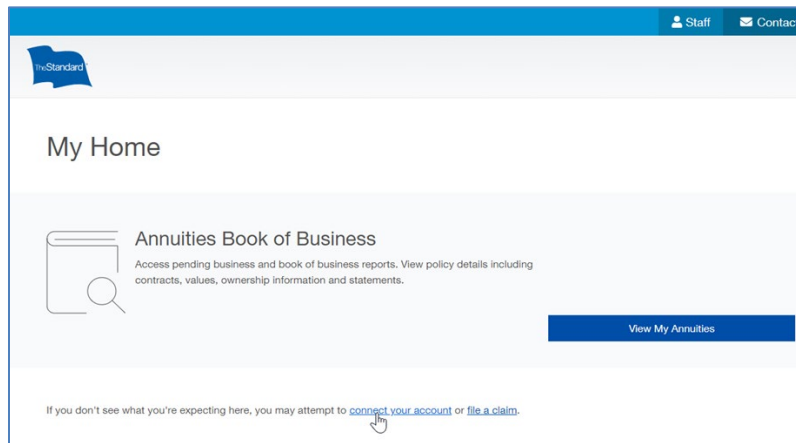 Staff
Contac
TheStandard
My Home
Annuities Book of Business
Access pending business and book of business reports. View policy details including
contracts, values, ownership information and statements.
View My Annuities
If you don't see what you're expecting here, you may attempt to connect your account or file a claim.